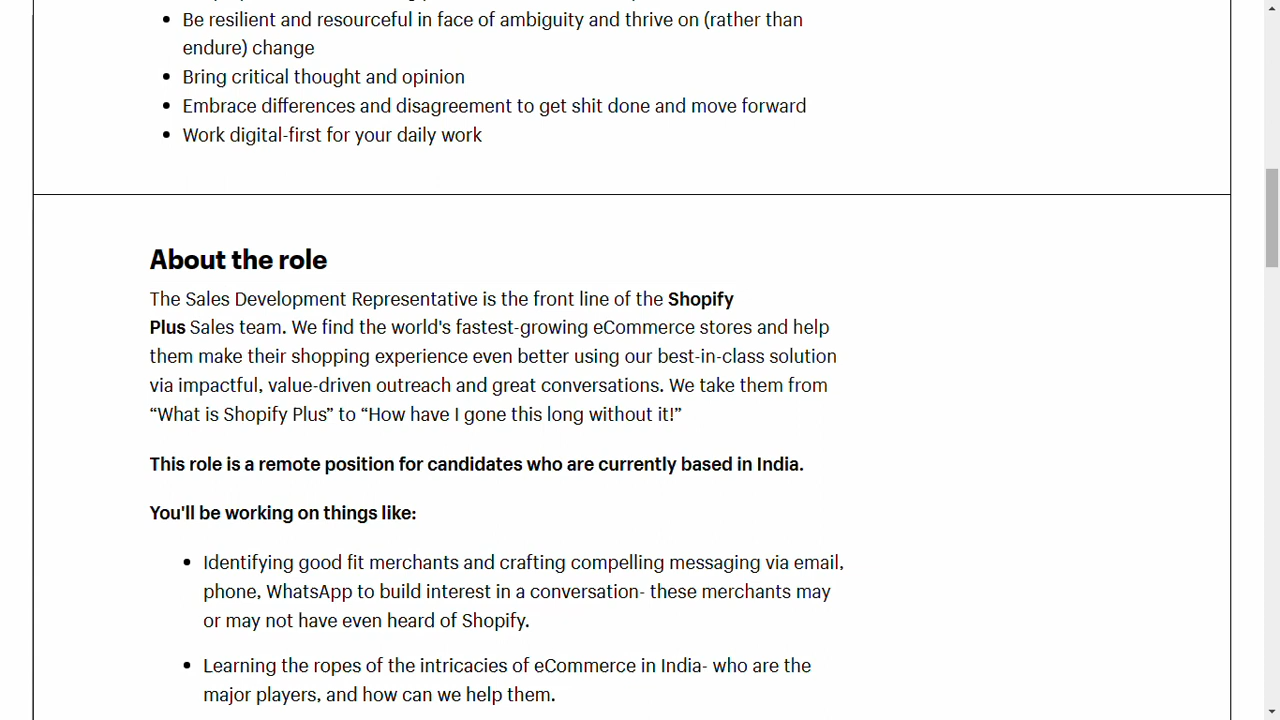 Be resilient and resourceful in face of ambiguity and thrive on (rather than
endure) change
Bring critical thought and opinion
Embrace differences and disagreement to get shit done and move forward
Work digital-first for your daily work
About the role
The Sales Development Representative is the front line of the Shopify
Plus Sales team. We find the world's fastest-growing eCommerce stores and help
them make their shopping experience even better using our best-in-class solution
via impactful, value-driven outreach and great conversations. We take them from
“What is Shopify Plus” to “How have I gone this long without it!”
This role is a remote position for candidates who are currently based in India.
You'll be working on things like:
Identifying good fit merchants and crafting compelling messaging via email,
phone, WhatsApp to build interest in a conversation- these merchants may
or may not have even heard of Shopify.
Learning the ropes of the intricacies of eCommerce in India- who are the
major players, and how can we help them.